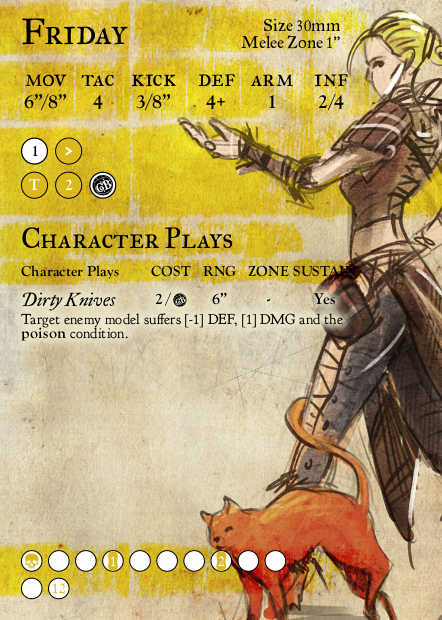 Friday
Size 30mm
Melee Zone 1”
MOV TAC KICK DEF ARM INF
6”/8” 4 3/8” 4+ 1 2/4
1 >
T 2 GB
Character Plays
Character Plays COST RNG ZONE SUSTAIN
Dirty Knives 2/GB 6” - Yes
Target enemy model suffers [-1] DEF, [1] DMG and the
poison condition.
1 2
12